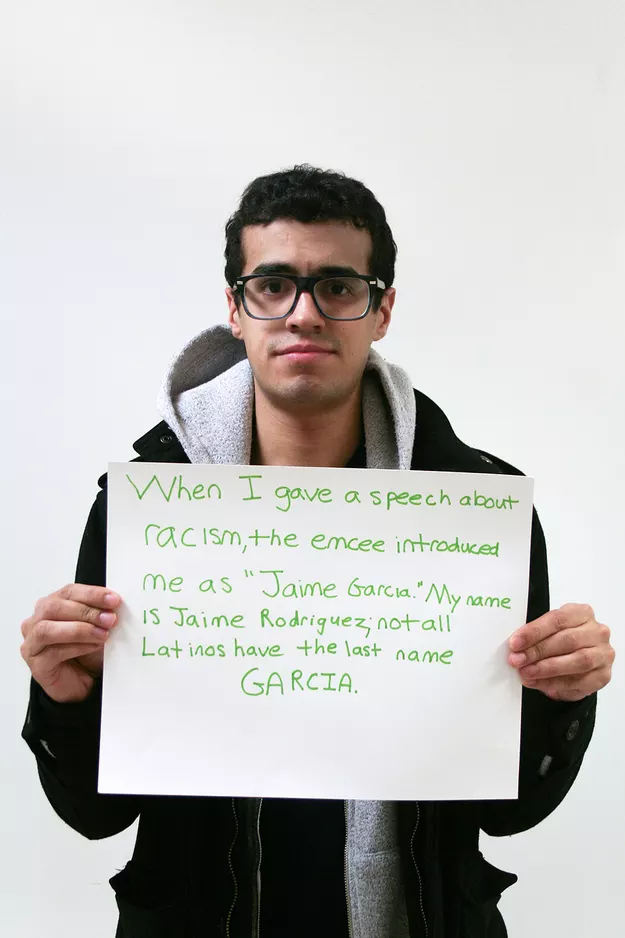 When I gave a speech about
racism, the emcee introduced
me as "Jaime Garcia." My name
is Jaime Rodriguez; not all
Latinos have the last name
GARCIA.